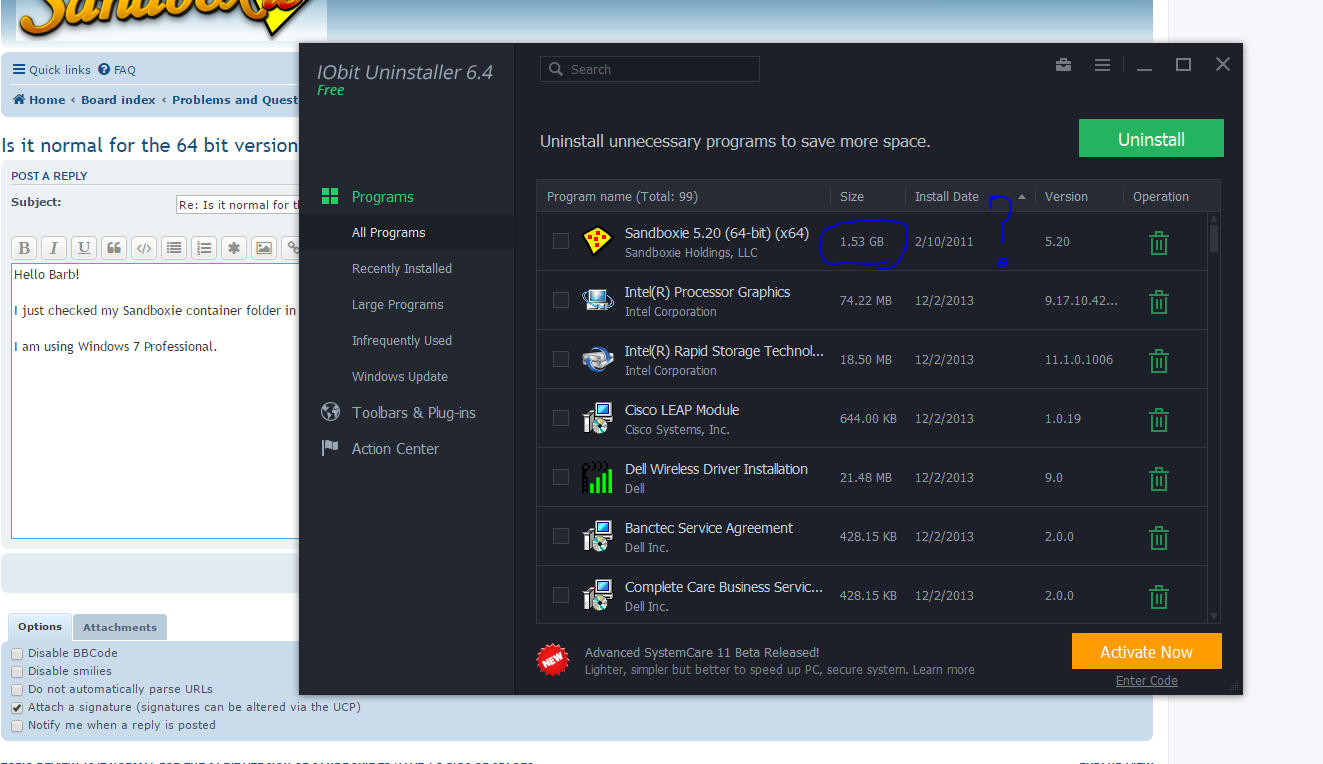 Sandboxie
Quick links FAQ
Home ‹ Board index ‹ Problems and Quest
Is it normal for the 64 bit version
POST A REPLY
Subject:
Re: Is it normal for th
B I U
Hello Barb!
I just checked my Sandboxie container folder in
I am using Windows 7 Professional.
Options
Attachments
Disable BBCode
Disable smilies
Do not automatically parse URLs
Attach a signature (signatures can be altered via the UCP)
Notify me when a reply is posted
IObit Uninstaller 6.4
Free
Search
Programs
All Programs
Recently Installed
Large Programs
Infrequently Used
Windows Update
Toolbars & Plug-ins
Action Center
Uninstall unnecessary programs to save more space.
Uninstall
Program name (Total: 99) Size Install Date Version Operation
?
Sandboxie 5.20 (64-bit) (x64) 1.53 GB 2/10/2011 5.20
Sandboxie Holdings, LLC
Intel(R) Processor Graphics 74.22 MB 12/2/2013 9.17.10.42...
Intel Corporation
Intel(R) Rapid Storage Technol... 18.50 MB 12/2/2013 11.1.0.1006
Intel Corporation
Cisco LEAP Module 644.00 KB 12/2/2013 1.0.19
Cisco Systems, Inc.
Dell Wireless Driver Installation 21.48 MB 12/2/2013 9.0
Dell
Banctec Service Agreement 428.15 KB 12/2/2013 2.0.0
Dell Inc.
Complete Care Business Servic... 428.15 KB 12/2/2013 2.0.0
Dell Inc.
NEW
Advanced SystemCare 11 Beta Released!
Lighter, simpler but better to speed up PC, secure system. Learn more
Activate Now
Enter Code